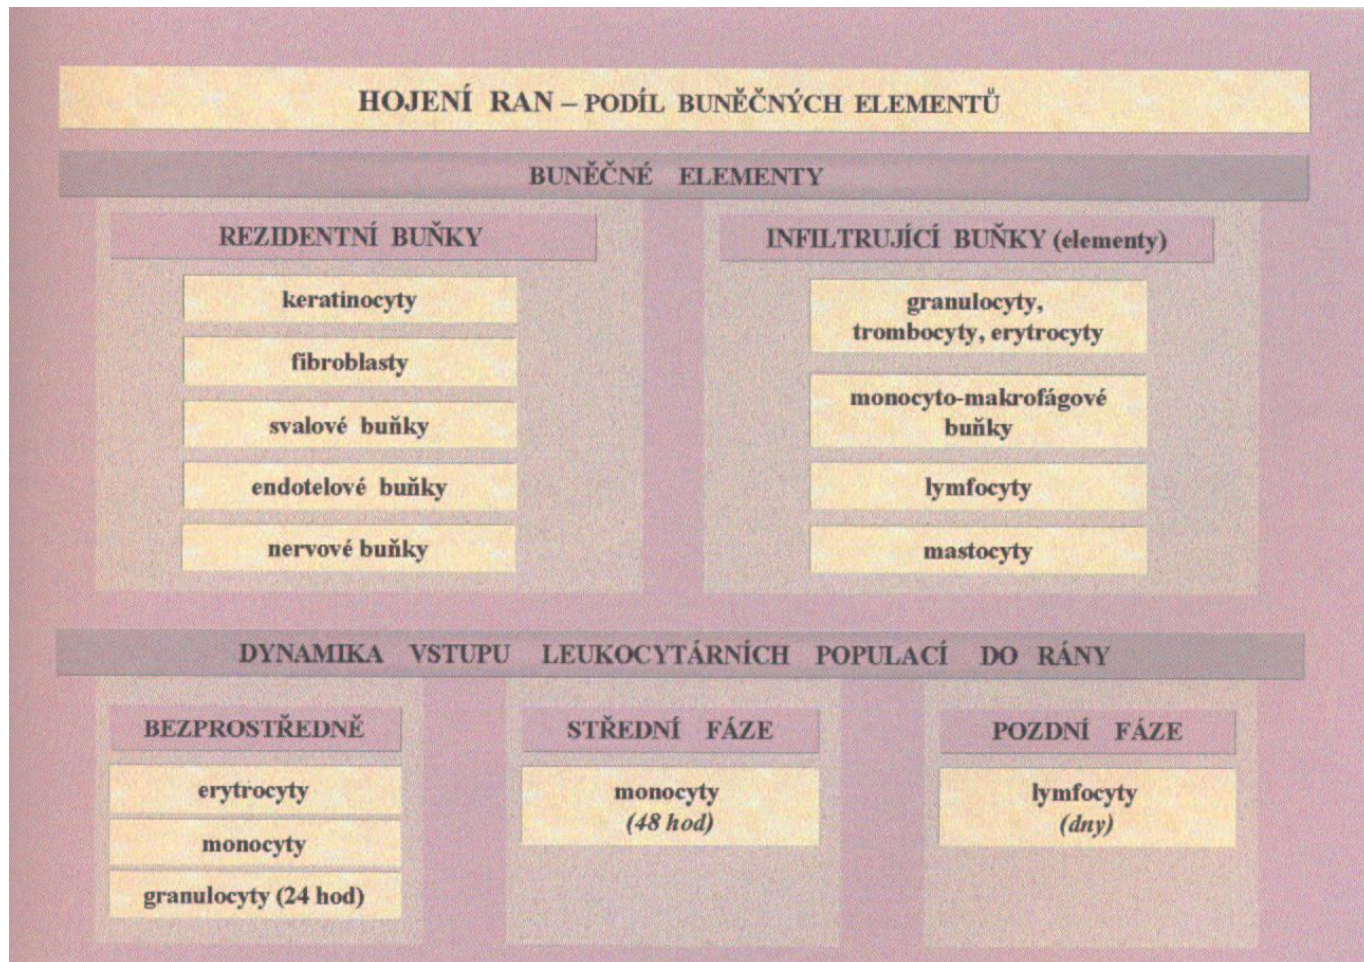 HOJENÍ RAN – PODÍL BUNĚČNÝCH ELEMENTŮ
BUNĚČNÉ ELEMENTY
REZIDENTNÍ BUŇKY
keratinocyty
fibroblasty
svalové buňky
endotelové buňky
nervové buňky
INFILTRUJÍCÍ BUŇKY (elementy)
granulocyty,
trombocyty, erytrocyty
monocyto-makrofágové
buňky
lymfocyty
mastocyty
DYNAMIKA VSTUPU LEUKOCYTÁRNÍCH POPULACÍ DO RÁNY
BEZPROSTŘEDNĚ
erytrocyty
monocyty
granulocyty (24 hod)
STŘEDNÍ FÁZE
monocyty
(48 hod)
POZDNÍ FÁZE
lymfocyty
(dny)